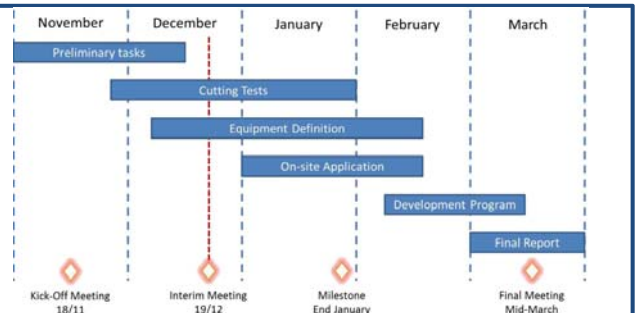 November December January February March
Preliminary tasks
Cutting Tests
Equipment Definition
On-site Application
Development Program
Final Report
Kick-Off Meeting Interim Meeting Milestone Final Meeting
18/11 19/12 End January Mid-March